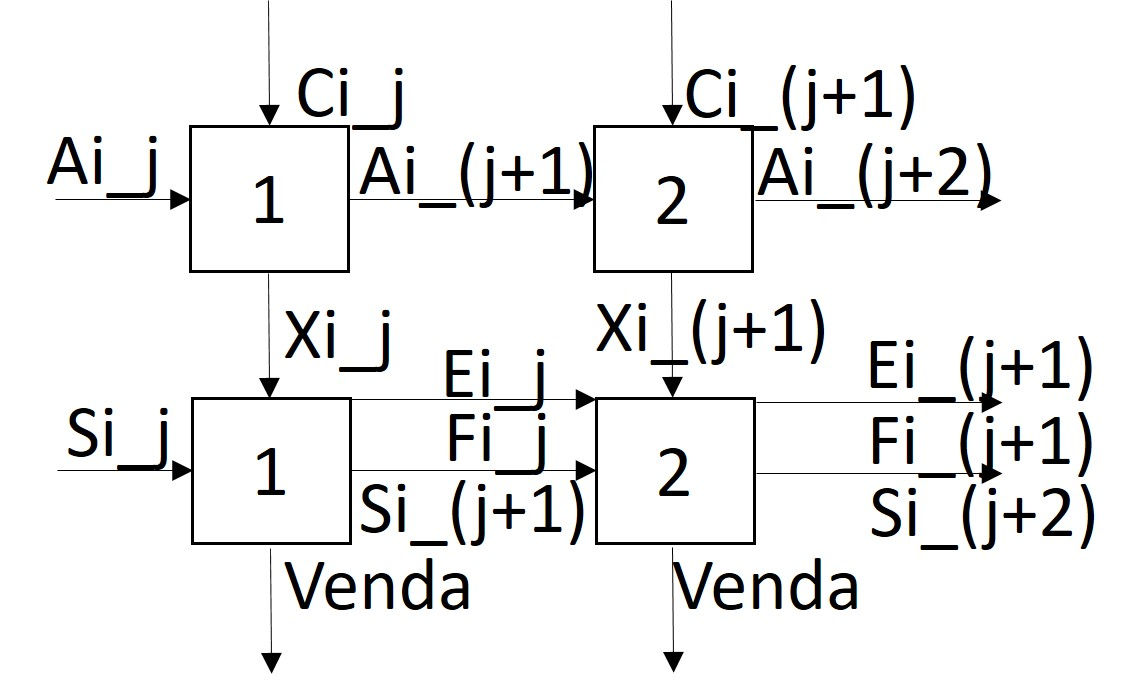 Ci_j
Ci_(j+1)
Ai_j
1
Ai_(j+1)
2
Ai_(j+2)
Xi_j
Xi_(j+1)
Ei_j
Ei_(j+1)
Si_j
1
Fi_j
2
Fi_(j+1)
Si_(j+1)
Si_(j+2)
Venda
Venda